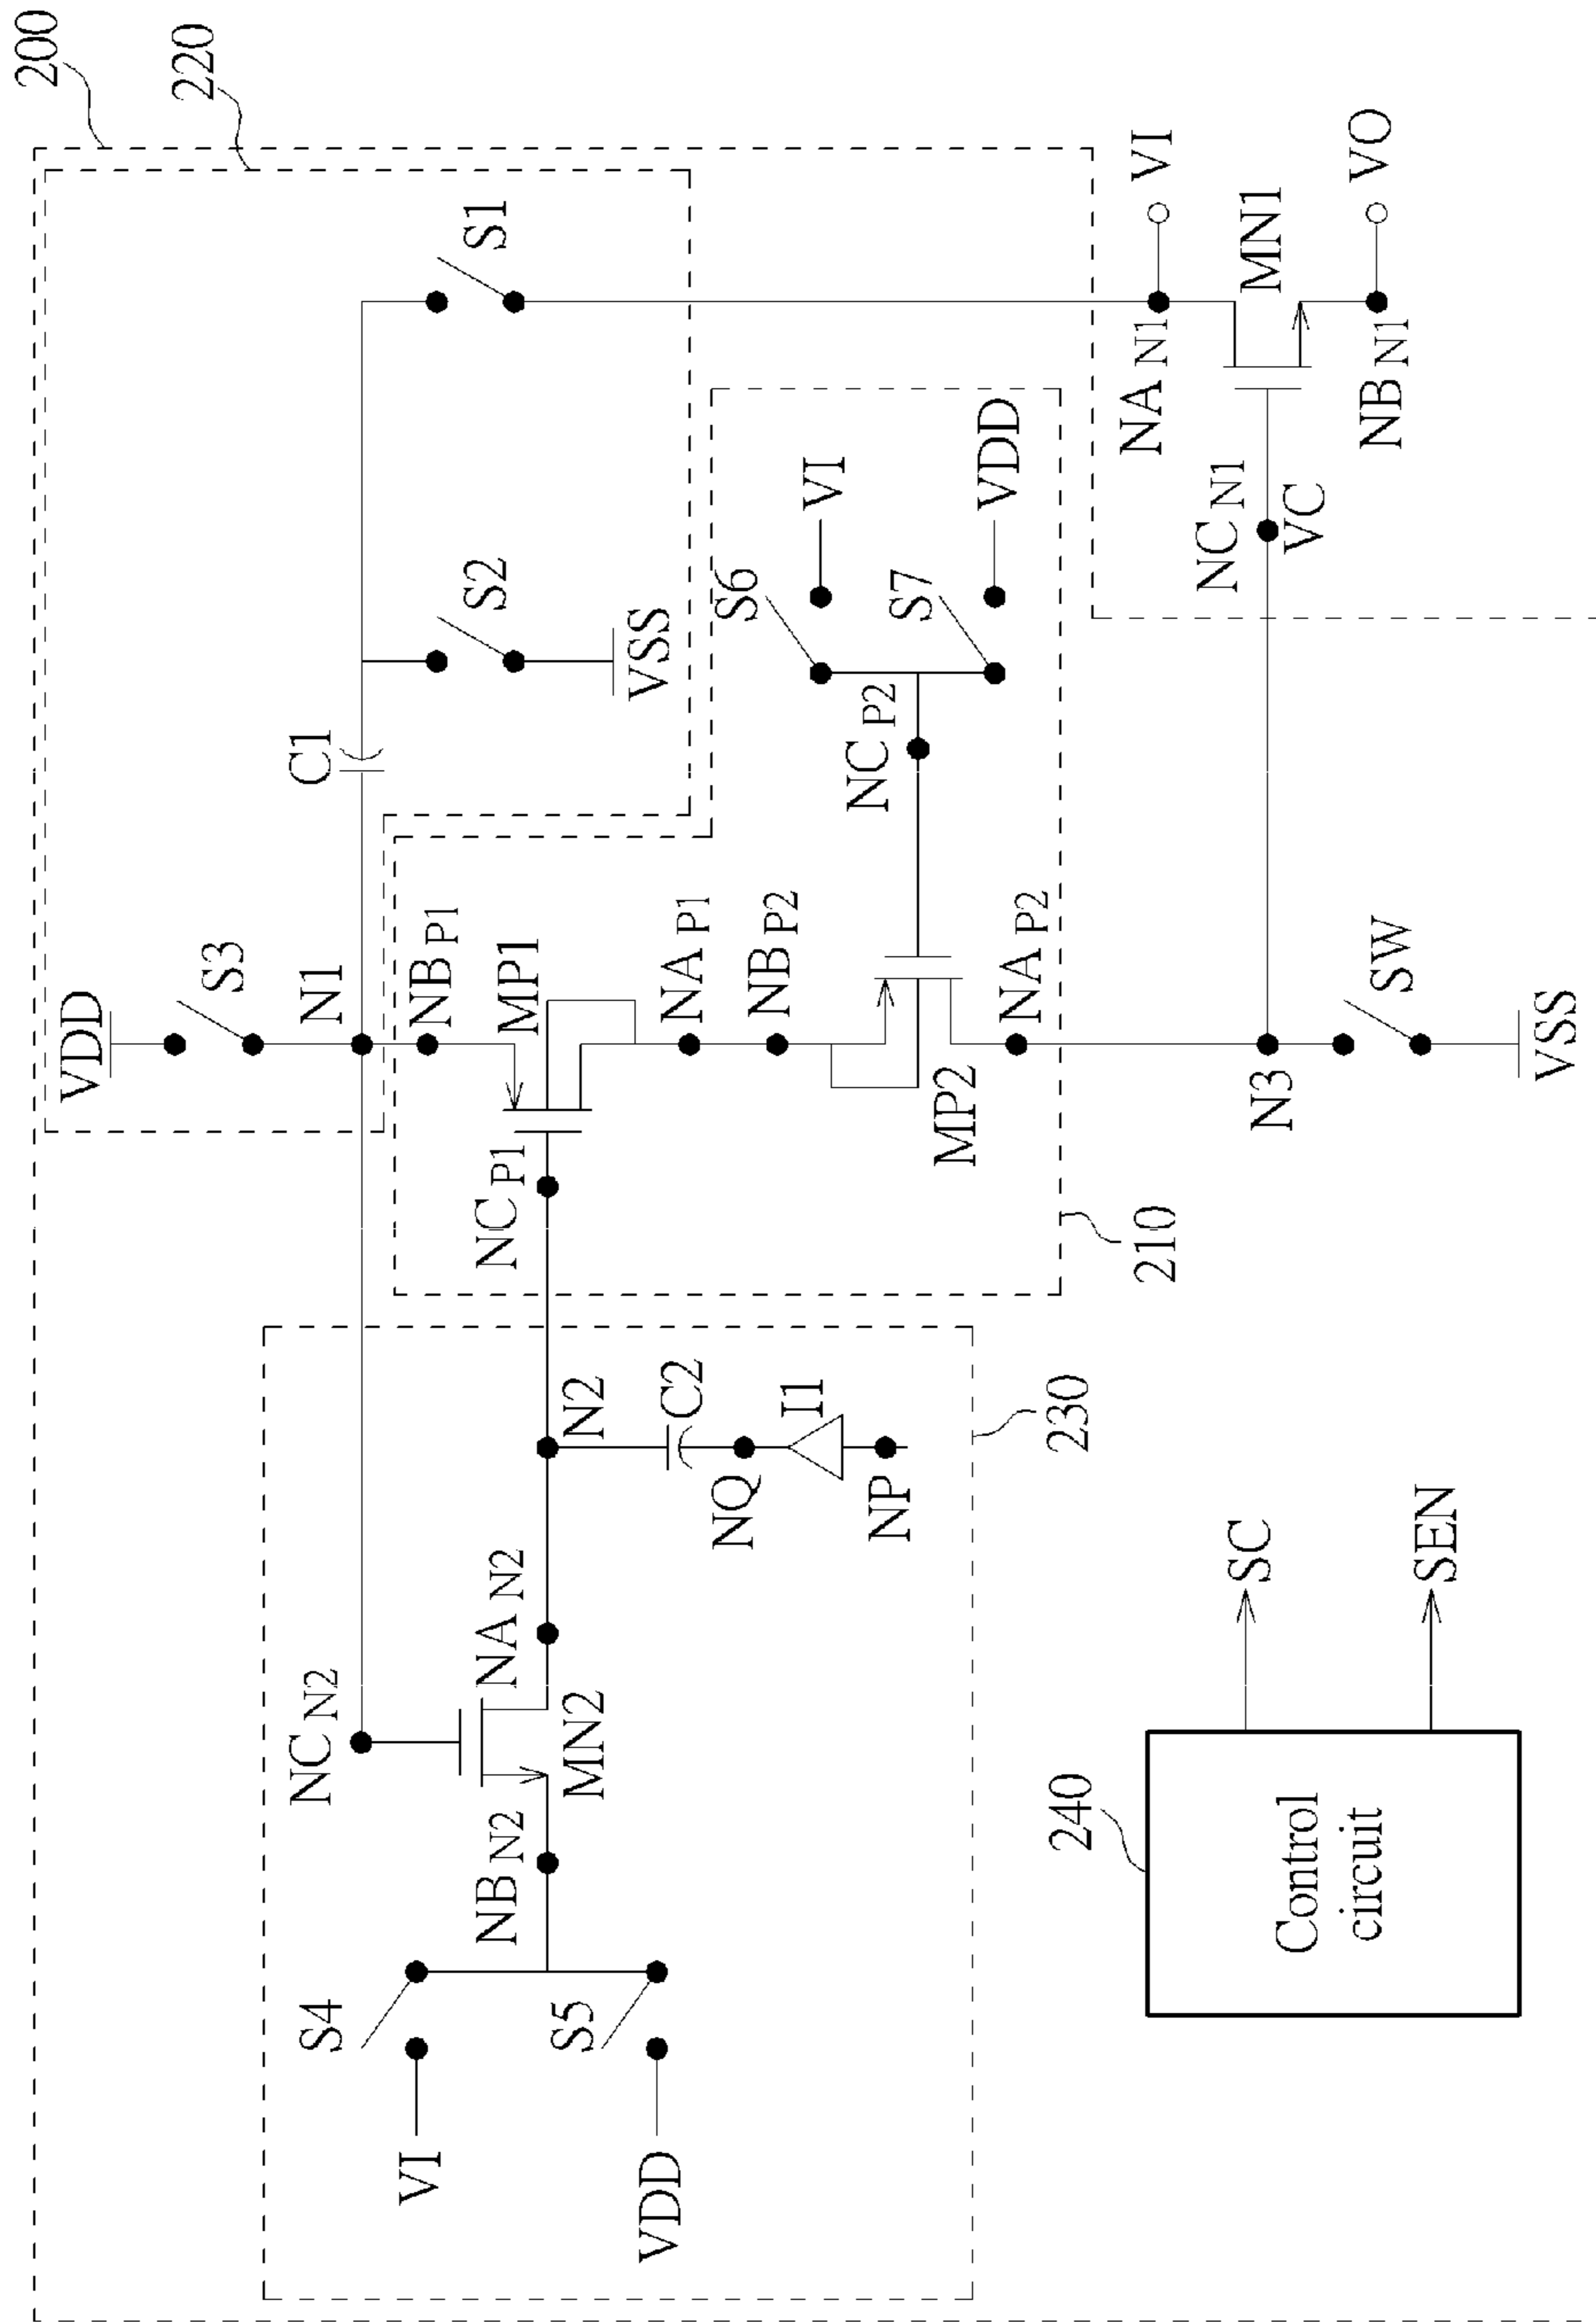 200
220
VDD
S3
N1
C1
S1
S2
VSS
NB P1
MP1
NC P1
NA P1
NB P2
MP2
NA P2
NC P2
S6
VI
S7
VDD
210
NC N2
NA N2
MN2
NB N2
S4
VI
S5
VDD
N2
C2
NQ
I1
NP
230
NA N1
VI
MN1
NC N1
VC
NB N1
VO
N3
SW
VSS
240
Control
circuit
SC
SEN